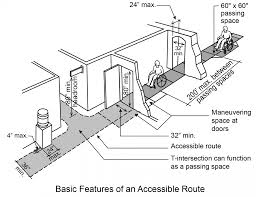 24" max.
60" x 60"
passing
space
32"
min.
80" min.
headroom
200' max. between
passing spaces
Maneuvering
space at
doors
4" max.
32" min.
Accessible route
T-intersection can function
as a passing space
36"
min.
Basic Features of an Accessible Route